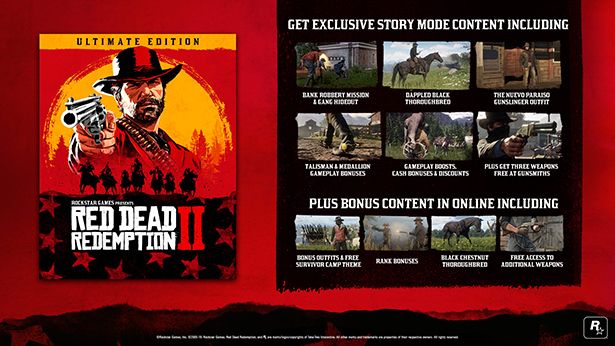 ULTIMATE EDITION
ROCKSTAR GAMES PRESENTS
RED DEAD
REDEMPTION II
GET EXCLUSIVE STORY MODE CONTENT INCLUDING
BANK ROBBERY MISSION
& GANG HIDEOUT
DAPPLED BLACK
THOROUGHBRED
THE NUEVO PARAISO
GUNSLINGER OUTFIT
TALISMAN & MEDALLION
GAMEPLAY BONUSES
GAMEPLAY BOOSTS,
CASH BONUSES & DISCOUNTS
PLUS GET THREE WEAPONS
FREE AT GUNSMITHS
PLUS BONUS CONTENT IN ONLINE INCLUDING
BONUS OUTFITS & FREE
SURVIVOR CAMP THEME
RANK BONUSES
BLACK CHESTNUT
THOROUGHBRED
FREE ACCESS TO
ADDITIONAL WEAPONS
R